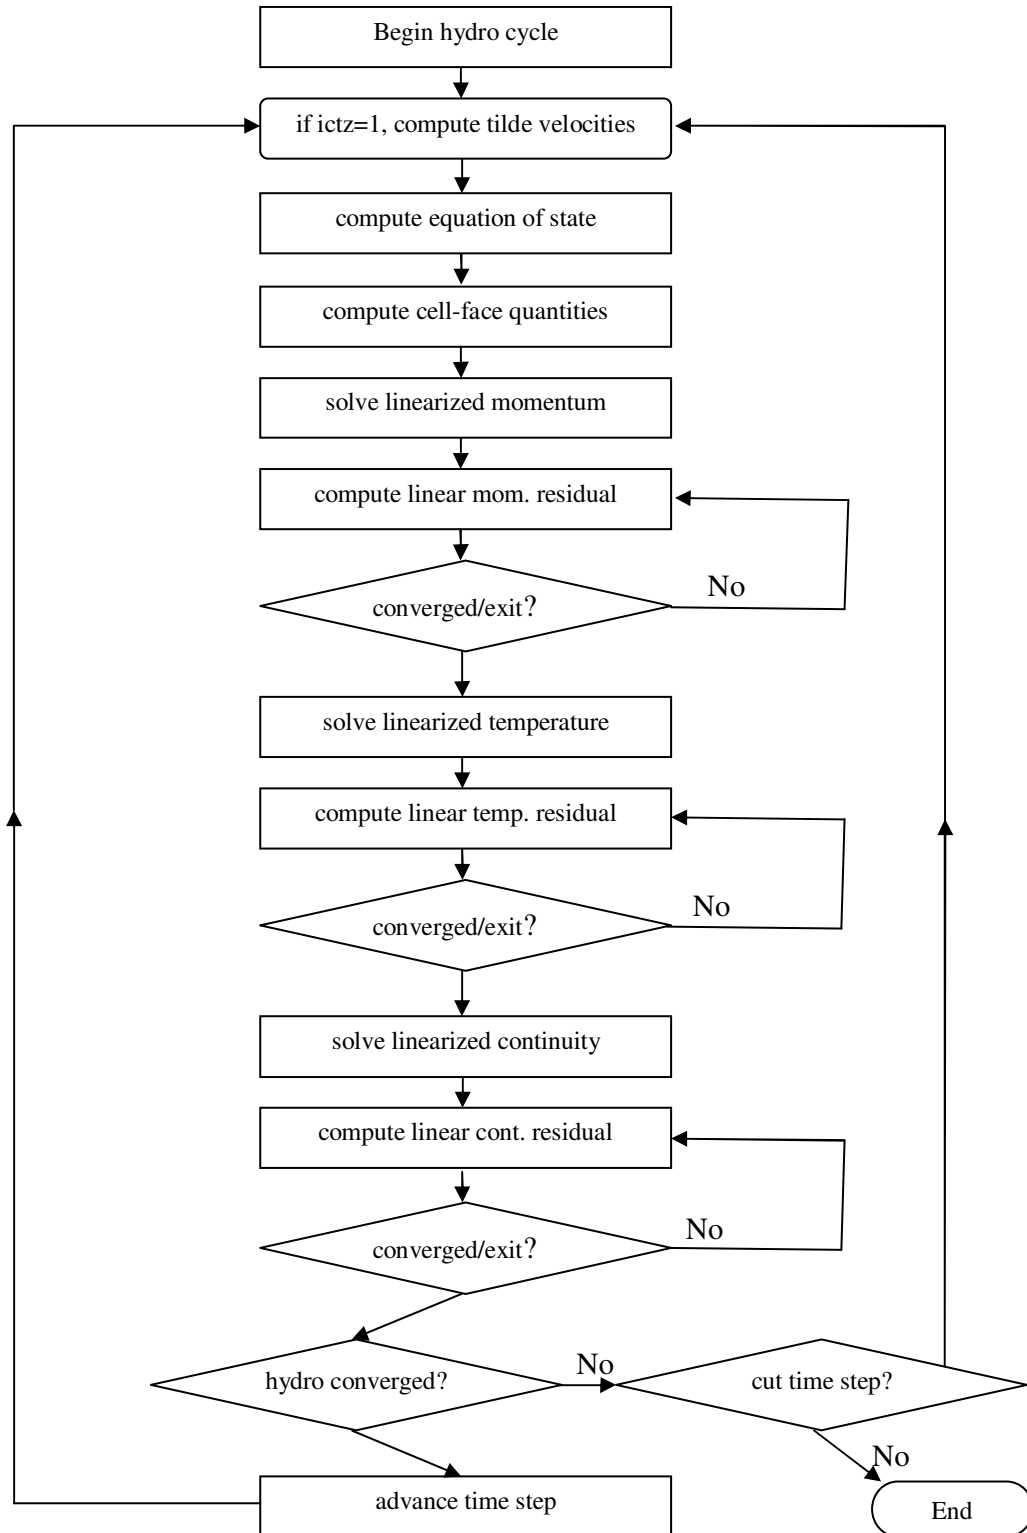 Begin hydro cycle
if ictz=1, compute tilde velocities
compute equation of state
compute cell-face quantities
solve linearized momentum
compute linear mom. residual
converged/exit?
No
solve linearized temperature
compute linear temp. residual
converged/exit?
No
solve linearized continuity
compute linear cont. residual
converged/exit?
No
hydro converged?
No
cut time step?
No
advance time step
End